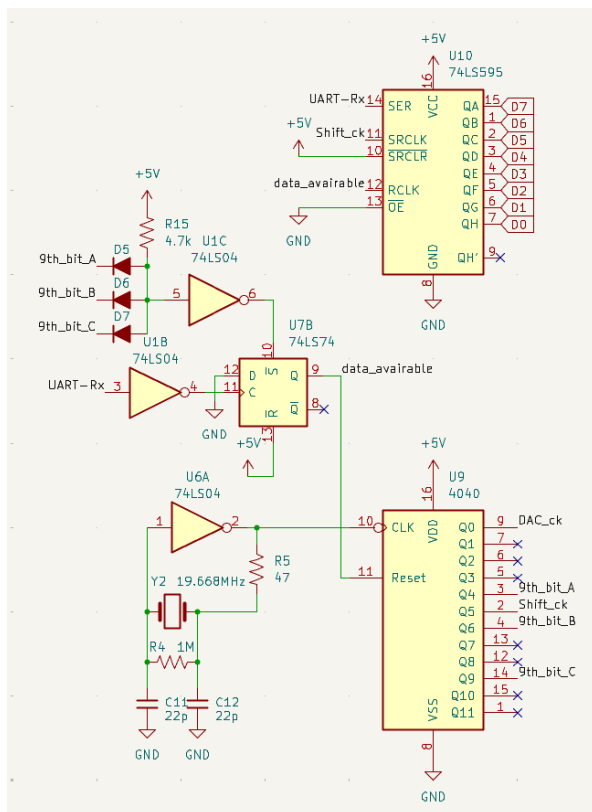 +5V
U10
74LS595
16
VCC
UART-Rx 14 SER QA 15 D7
QB 1 D6
+5V
Shift_ck 11 SRCLK QC 2 D5
10 SRCLR QD 3 D4
QE 4 D3
data_avairable 12 RCLK QF 5 D2
13 OE QG 6 D1
QH 7 D0
GND
QH' 9
GND
8
GND
+5V
R15
4.7k
D5
9th_bit_A
D6
9th_bit_B
D7
9th_bit_C
U1C
74LS04
5 6
U1B
74LS04
UART-Rx 3 4
U7B
74LS74
10
S
12 D Q 9 data_avairable
11 C Q 8
R
13
GND
+5V
U6A
74LS04
1 2
R5
47
Y2 19.668MHz
R4 1M
C11
22p
C12
22p
GND
GND
+5V
U9
4040
16
VDD
10 CLK Q0 9 DAC_ck
Q1 7
Q2 6
11 Reset Q3 5
Q4 3 9th_bit_A
Q5 2 Shift_ck
Q6 4 9th_bit_B
Q7 13
Q8 12
Q9 14 9th_bit_C
Q10 15
Q11 1
VSS
8
GND